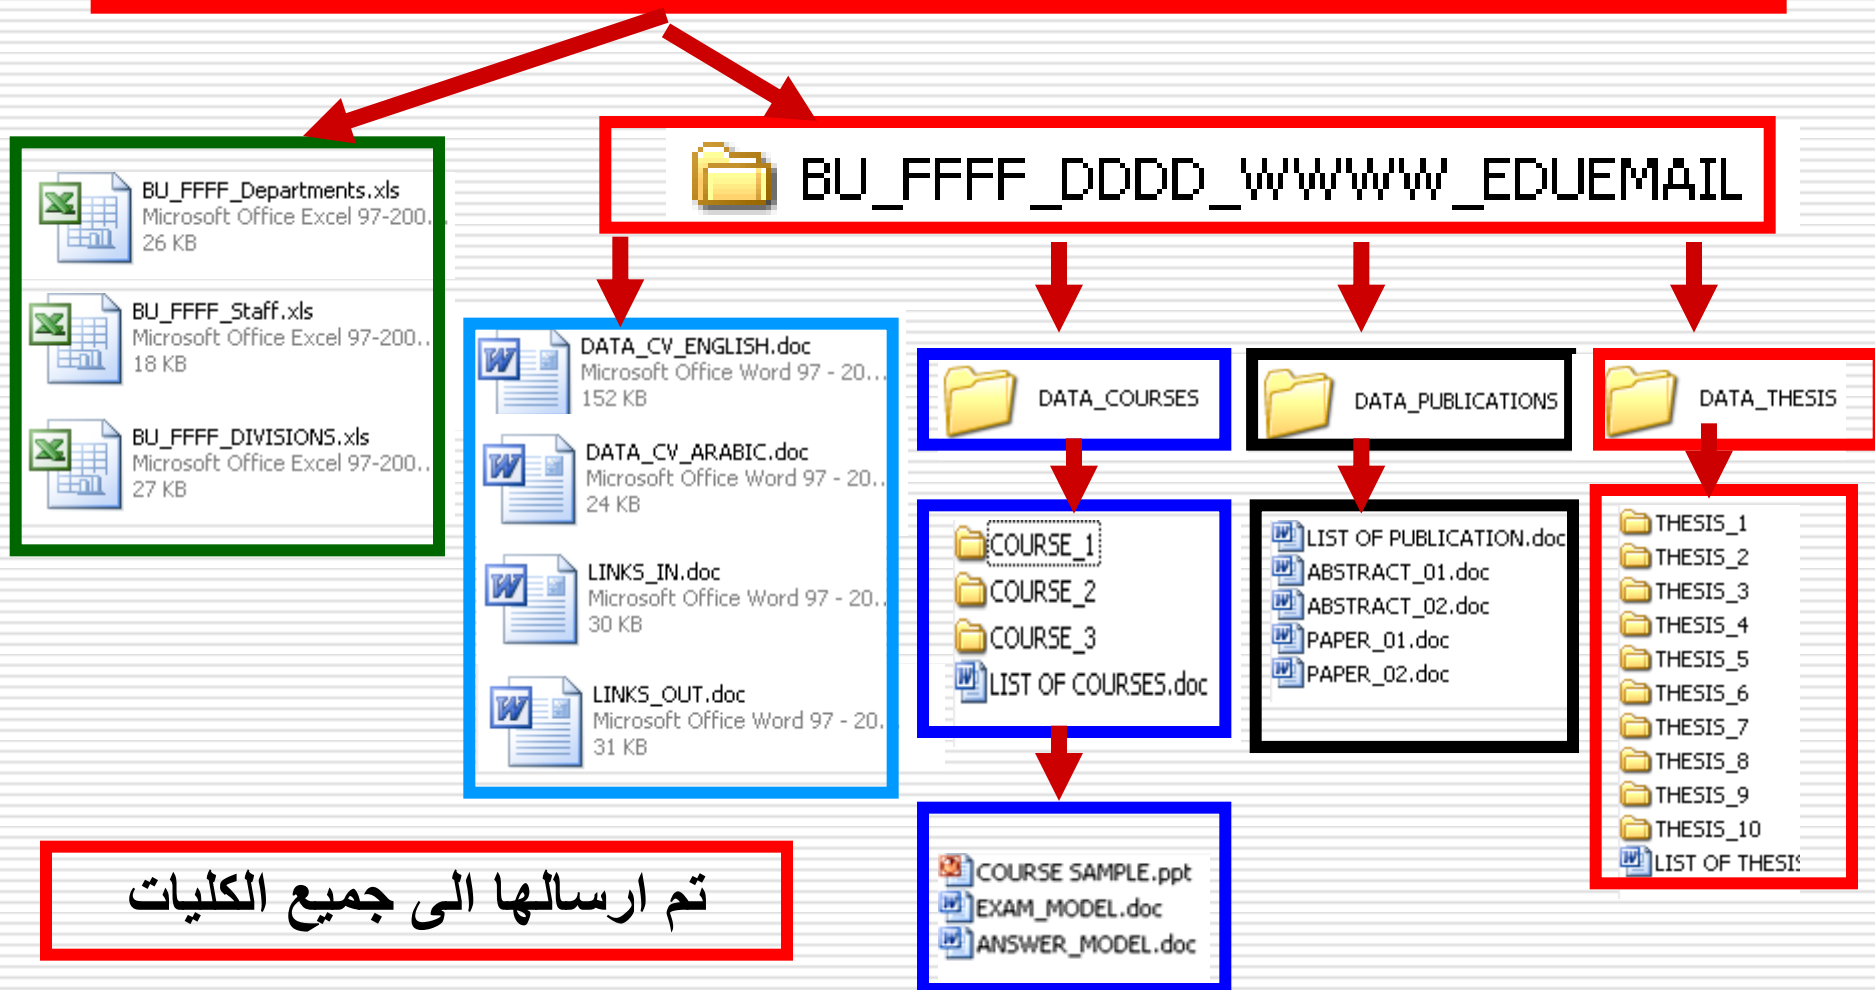 BU_FFFF_DDDD_WWWW_EDUEMAIL
BU_FFFF_Departments.xls
Microsoft Office Excel 97-200...
26 KB
BU_FFFF_Staff.xls
Microsoft Office Excel 97-200...
18 KB
BU_FFFF_DIVISIONS.xls
Microsoft Office Excel 97-200...
27 KB
DATA_CV_ENGLISH.doc
Microsoft Office Word 97 - 20...
152 KB
DATA_CV_ARABIC.doc
Microsoft Office Word 97 - 20...
24 KB
LINKS_IN.doc
Microsoft Office Word 97 - 20...
30 KB
LINKS_OUT.doc
Microsoft Office Word 97 - 20...
31 KB
DATA_COURSES
COURSE_1
COURSE_2
COURSE_3
LIST OF COURSES.doc
COURSE SAMPLE.ppt
EXAM_MODEL.doc
ANSWER_MODEL.doc
DATA_PUBLICATIONS
LIST OF PUBLICATION.doc
ABSTRACT_01.doc
ABSTRACT_02.doc
PAPER_01.doc
PAPER_02.doc
DATA_THESIS
THESIS_1
THESIS_2
THESIS_3
THESIS_4
THESIS_5
THESIS_6
THESIS_7
THESIS_8
THESIS_9
THESIS_10
LIST OF THESIS
تم ارسالها الى جميع الكليات